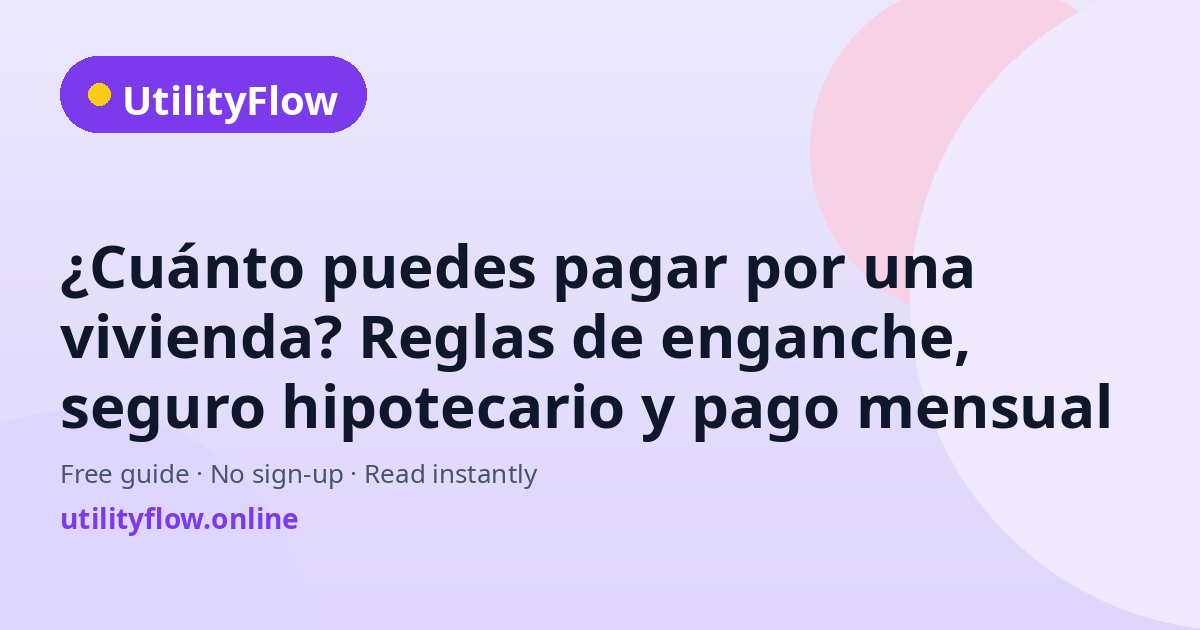 UtilityFlow
¿Cuánto puedes pagar por una
vivienda? Reglas de enganche,
seguro hipotecario y pago mensual
Free guide · No sign-up · Read instantly
utilityflow.online